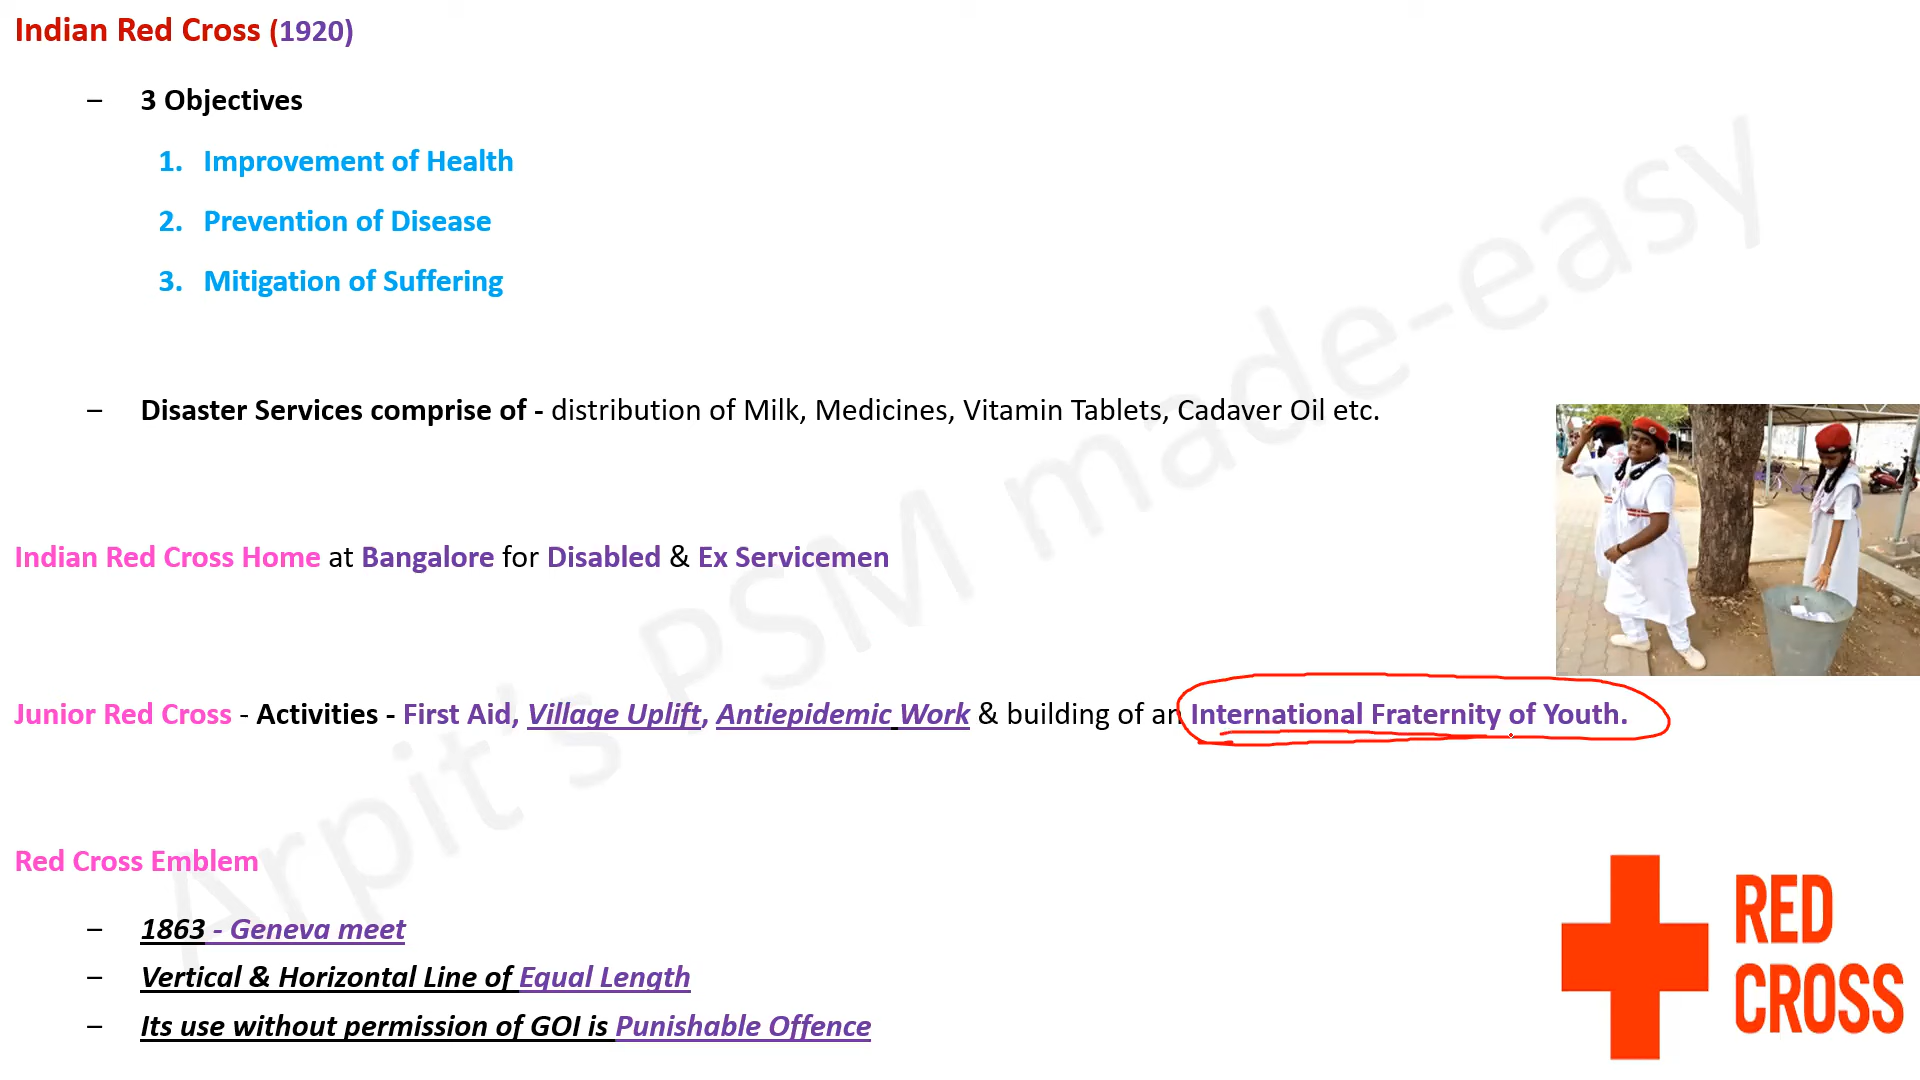 Indian Red Cross (1920)
– 3 Objectives
1. Improvement of Health
2. Prevention of Disease
3. Mitigation of Suffering
– Disaster Services comprise of - distribution of Milk, Medicines, Vitamin Tablets, Cadaver Oil etc.
Indian Red Cross Home at Bangalore for Disabled & Ex Servicemen
Junior Red Cross - Activities - First Aid, Village Uplift, Antiepidemic Work & building of an International Fraternity of Youth.
Red Cross Emblem
– 1863 - Geneva meet
– Vertical & Horizontal Line of Equal Length
– Its use without permission of GOI is Punishable Offence
RED
CROSS
Arpit's PSM made-easy